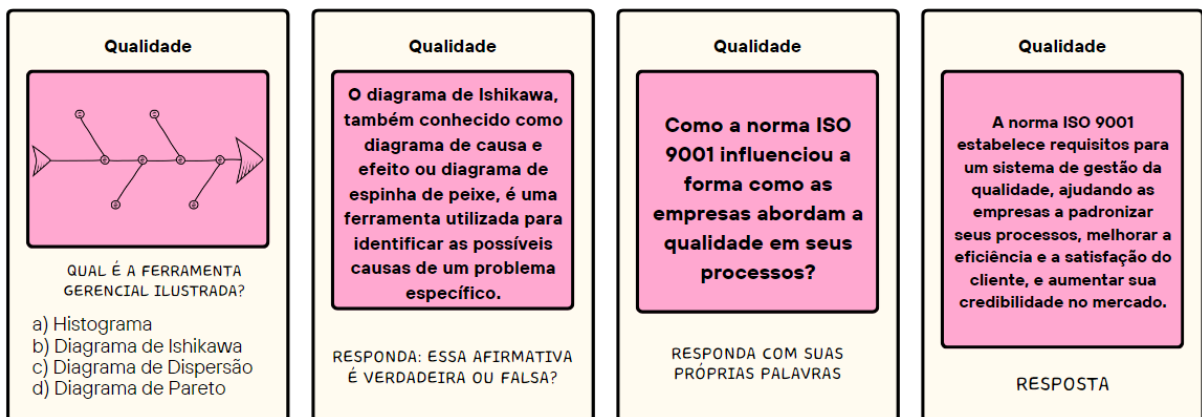 Qualidade
QUAL É A FERRAMENTA
GERENCIAL ILUSTRADA?
a) Histograma
b) Diagrama de Ishikawa
c) Diagrama de Dispersão
d) Diagrama de Pareto
Qualidade
O diagrama de Ishikawa,
também conhecido como
diagrama de causa e
efeito ou diagrama de
espinha de peixe, é uma
ferramenta utilizada para
identificar as possíveis
causas de um problema
específico.
RESPONDA: ESSA AFIRMATIVA
É VERDADEIRA OU FALSA?
Qualidade
Como a norma ISO
9001 influenciou a
forma como as
empresas abordam a
qualidade em seus
processos?
RESPONDA COM SUAS
PRÓPRIAS PALAVRAS
Qualidade
A norma ISO 9001
estabelece requisitos para
um sistema de gestão da
qualidade, ajudando as
empresas a padronizar
seus processos, melhorar a
eficiência e a satisfação do
cliente, e aumentar sua
credibilidade no mercado.
RESPOSTA